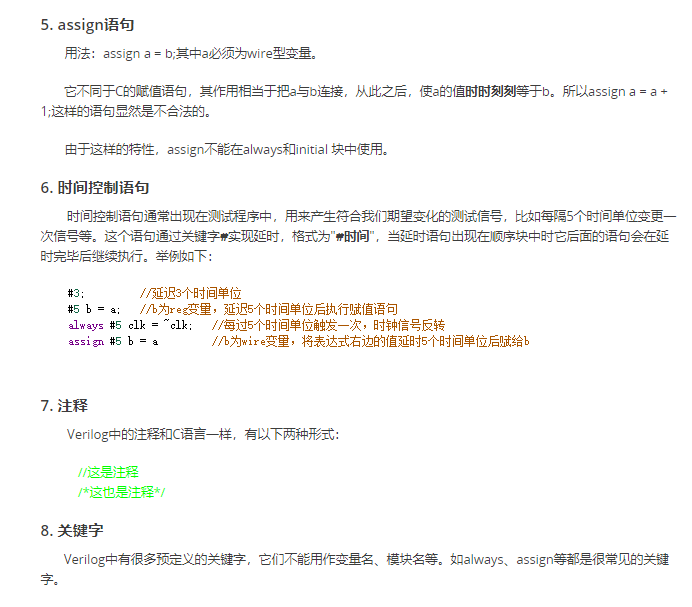 5. assign语句
用法：assign a = b;其中a必须为wire型变量。
它不同于C的赋值语句，其作用相当于把a与b连接，从此之后，使a的值时时刻刻等于b。所以assign a = a +
1;这样的语句显然是不合法的。
由于这样的特性，assign不能在always和initial 块中使用。
6. 时间控制语句
时间控制语句通常出现在测试程序中，用来产生符合我们期望变化的测试信号，比如每隔5个时间单位变更一
次信号等。这个语句通过关键字#实现延时，格式为"#时间"，当延时语句出现在顺序块中时它后面的语句会在延
时完毕后继续执行。举例如下：
#3;        //延迟3个时间单位
#5 b = a;   //b为reg变量，延迟5个时间单位后执行赋值语句
always #5 clk = ~clk;   //每过5个时间单位触发一次，时钟信号反转
assign #5 b = a        //b为wire变量，将表达式右边的值延时5个时间单位后赋给b
7. 注释
Verilog中的注释和C语言一样，有以下两种形式：
//这是注释
/*这也是注释*/
8. 关键字
Verilog中有很多预定义的关键字，它们不能用作变量名、模块名等。如always、assign等都是很常见的关键
字。